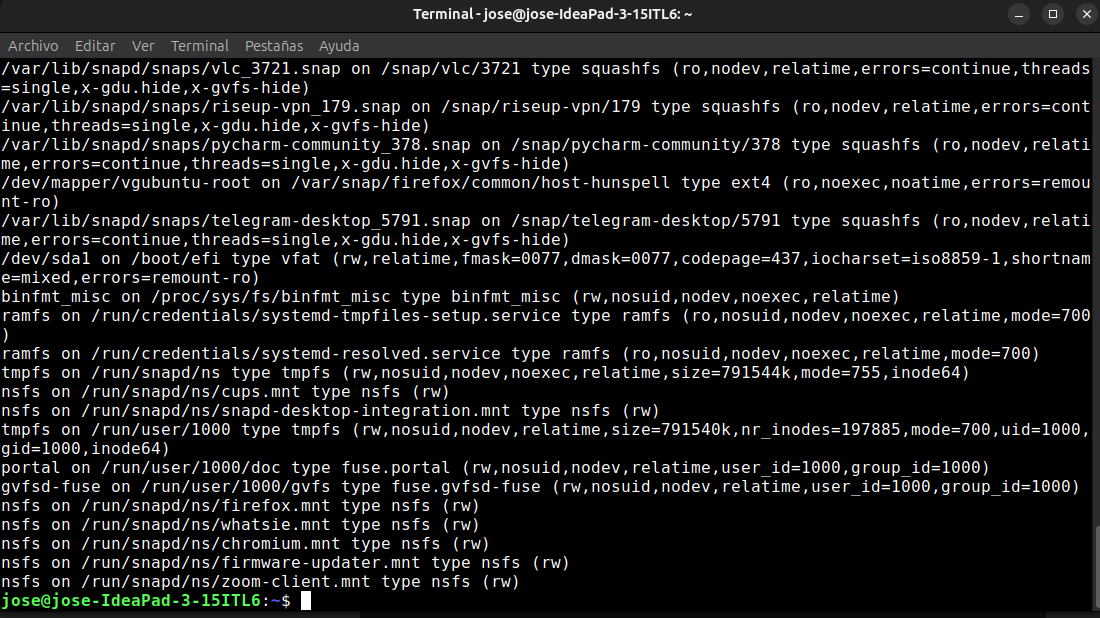 Terminal - jose@jose-IdeaPad-3-15ITL6: ~
Archivo Editar Ver Terminal Pestañas Ayuda
/var/lib/snapd/snaps/vlc_3721.snap on /snap/vlc/3721 type squashfs (ro,nodev,relatime,errors=continue,threads
=single,x-gdu.hide,x-gvfs-hide)
/var/lib/snapd/snaps/riseup-vpn_179.snap on /snap/riseup-vpn/179 type squashfs (ro,nodev,relatime,errors=cont
inue,threads=single,x-gdu.hide,x-gvfs-hide)
/var/lib/snapd/snaps/pycharm-community_378.snap on /snap/pycharm-community/378 type squashfs (ro,nodev,relati
me,errors=continue,threads=single,x-gdu.hide,x-gvfs-hide)
/dev/mapper/vgubuntu-root on /var/snap/firefox/common/host-hunspell type ext4 (ro,noexec,noatime,errors=remou
nt-ro)
/var/lib/snapd/snaps/telegram-desktop_5791.snap on /snap/telegram-desktop/5791 type squashfs (ro,nodev,relati
me,errors=continue,threads=single,x-gdu.hide,x-gvfs-hide)
/dev/sda1 on /boot/efi type vfat (rw,relatime,fmask=0077,dmask=0077,codepage=437,iocharset=iso8859-1,shortnam
e=mixed,errors=remount-ro)
binfmt_misc on /proc/sys/fs/binfmt_misc type binfmt_misc (rw,nosuid,nodev,noexec,relatime)
ramfs on /run/credentials/systemd-tmpfiles-setup.service type ramfs (ro,nosuid,nodev,noexec,relatime,mode=700
)
ramfs on /run/credentials/systemd-resolved.service type ramfs (ro,nosuid,nodev,noexec,relatime,mode=700)
tmpfs on /run/snapd/ns type tmpfs (rw,nosuid,nodev,noexec,relatime,size=791544k,mode=755,inode64)
nsfs on /run/snapd/ns/cups.mnt type nsfs (rw)
nsfs on /run/snapd/ns/snapd-desktop-integration.mnt type nsfs (rw)
tmpfs on /run/user/1000 type tmpfs (rw,nosuid,nodev,relatime,size=791540k,nr_inodes=197885,mode=700,uid=1000,
gid=1000,inode64)
portal on /run/user/1000/doc type fuse.portal (rw,nosuid,nodev,relatime,user_id=1000,group_id=1000)
gvfsd-fuse on /run/user/1000/gvfs type fuse.gvfsd-fuse (rw,nosuid,nodev,relatime,user_id=1000,group_id=1000)
nsfs on /run/snapd/ns/firefox.mnt type nsfs (rw)
nsfs on /run/snapd/ns/whatsie.mnt type nsfs (rw)
nsfs on /run/snapd/ns/chromium.mnt type nsfs (rw)
nsfs on /run/snapd/ns/firmware-updater.mnt type nsfs (rw)
nsfs on /run/snapd/ns/zoom-client.mnt type nsfs (rw)
jose@jose-IdeaPad-3-15ITL6:~$